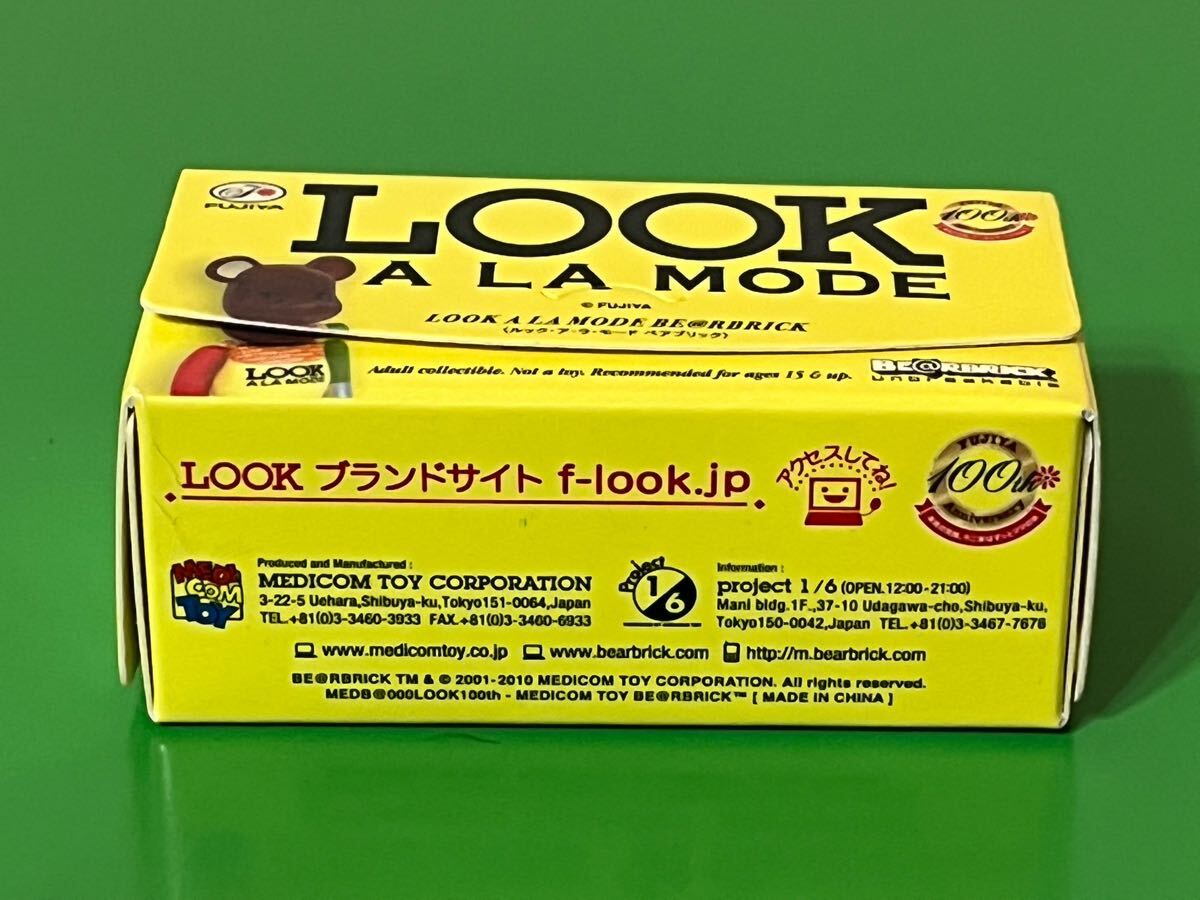 FUJIYA
LOOK
A LA MODE
100th
© FUJIYA
LOOK A LA MODE BE@RBRICK
(ルック・ア・ラ・モード ベアブリック)
LOOK
A LA MODE
Adult collectible. Not a toy. Recommended for ages 15 & up.
BE@RBRICK
unbreakable
LOOK ブランドサイト f-look.jp
アクセスしてね!
FUJIYA
100th
Anniversary
MEDI
COM
TOY
Produced and Manufactured :
MEDICOM TOY CORPORATION
3-22-5 Uehara,Shibuya-ku,Tokyo151-0064,Japan
TEL.+81(0)3-3460-3933 FAX.+81(0)3-3460-6933
Project
1/6
Information :
project 1/6 (OPEN.12:00-21:00)
Mani bldg.1F.,37-10 Udagawa-cho,Shibuya-ku,
Tokyo150-0042,Japan TEL.+81(0)3-3467-7676
www.medicomtoy.co.jp www.bearbrick.com http://m.bearbrick.com
BE@RBRICK TM & © 2001-2010 MEDICOM TOY CORPORATION. All rights reserved.
MEDB@000LOOK100th - MEDICOM TOY BE@RBRICK™ [ MADE IN CHINA ]